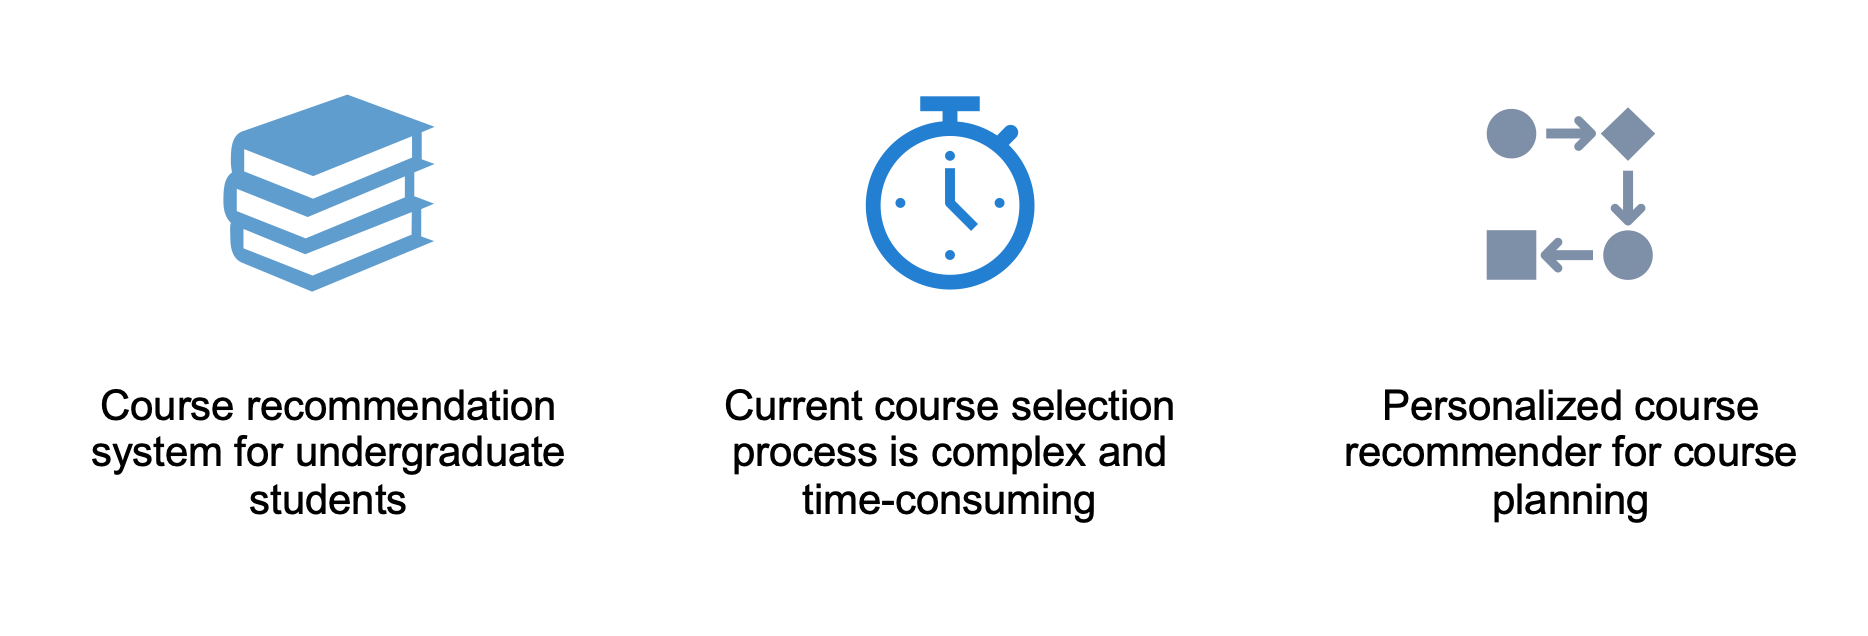 Course recommendation
system for undergraduate
students
Current course selection
process is complex and
time-consuming
Personalized course
recommender for course
planning